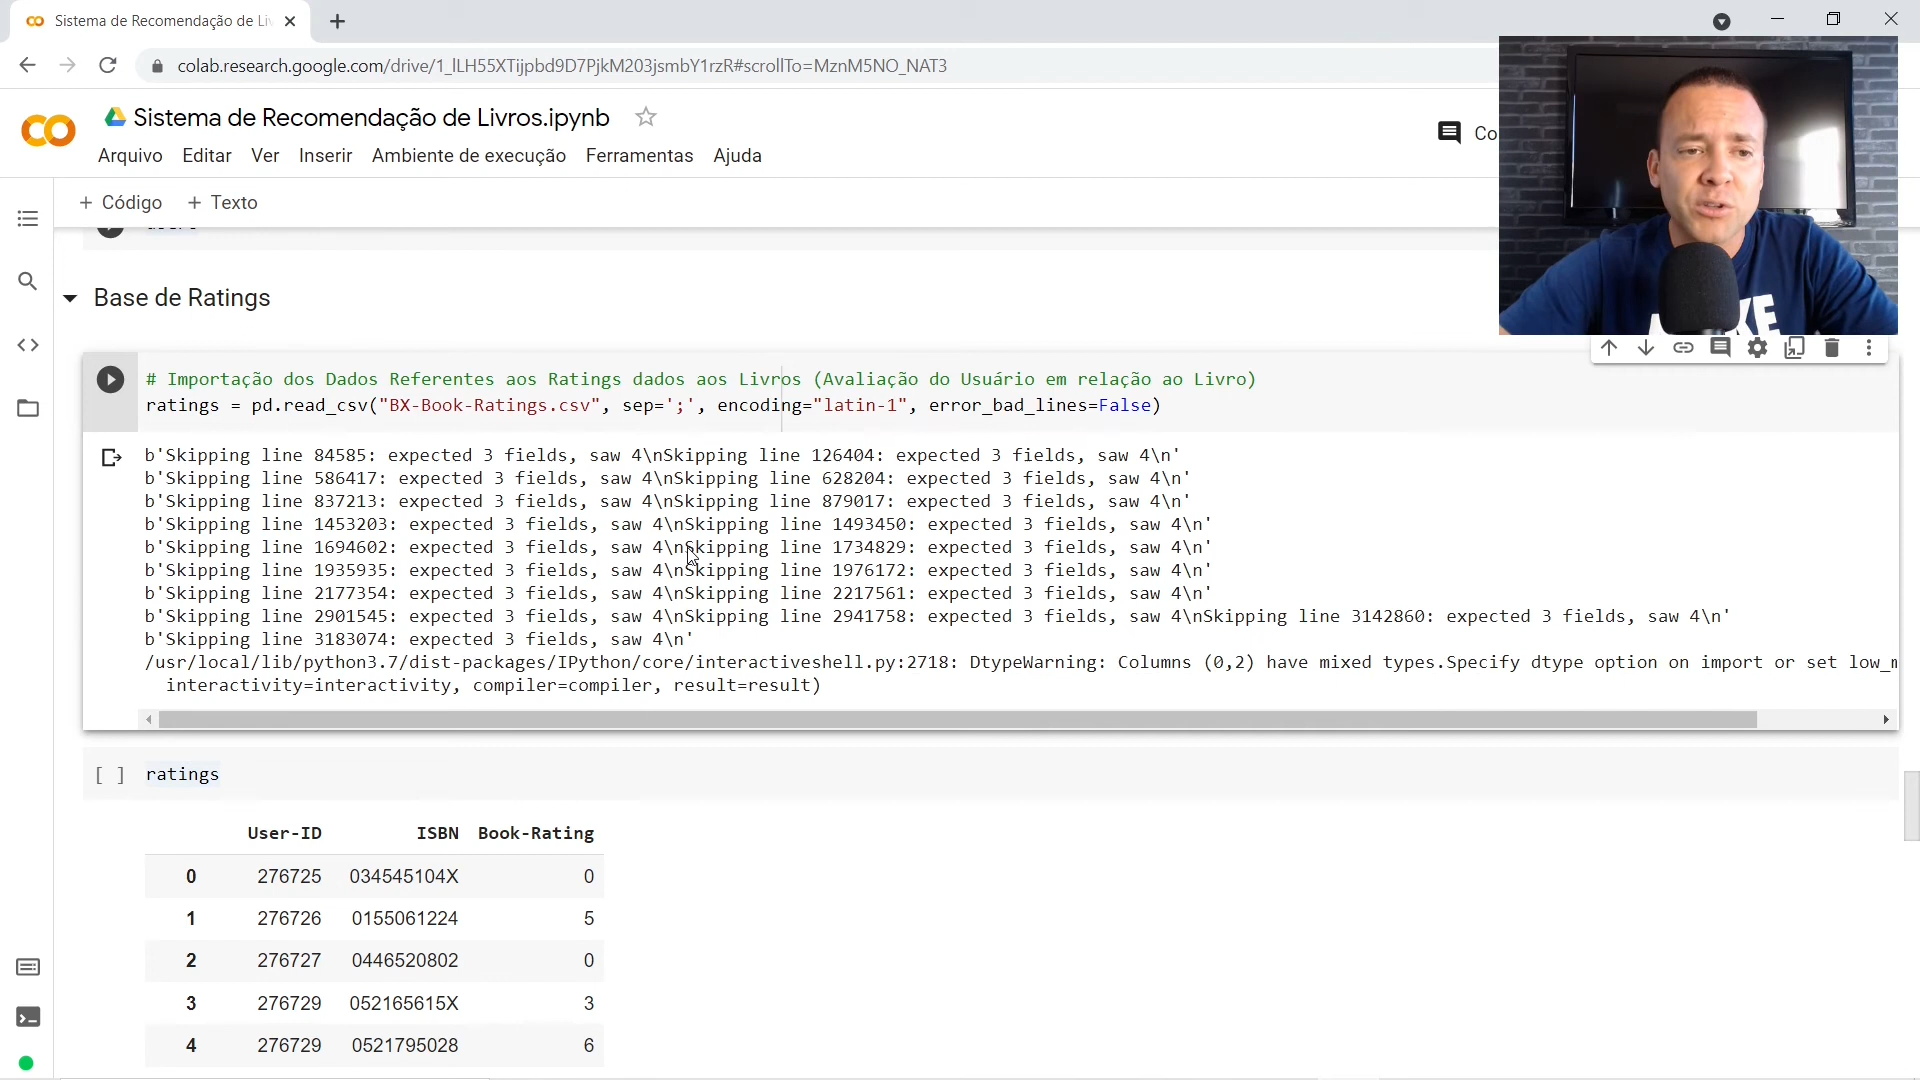 Sistema de Recomendação de Li
colab.research.google.com/drive/1_lLH55XTijpbd9D7PjkM203jsmbY1rzR#scrollTo=MznM5NO_NAT3
Sistema de Recomendação de Livros.ipynb
Co
Arquivo Editar Ver Inserir Ambiente de execução Ferramentas Ajuda
+ Código + Texto
Base de Ratings
# Importação dos Dados Referentes aos Ratings dados aos Livros (Avaliação do Usuário em relação ao Livro)
ratings = pd.read_csv("BX-Book-Ratings.csv", sep=';', encoding="latin-1", error_bad_lines=False)
b'Skipping line 84585: expected 3 fields, saw 4\nSkipping line 126404: expected 3 fields, saw 4\n'
b'Skipping line 586417: expected 3 fields, saw 4\nSkipping line 628204: expected 3 fields, saw 4\n'
b'Skipping line 837213: expected 3 fields, saw 4\nSkipping line 879017: expected 3 fields, saw 4\n'
b'Skipping line 1453203: expected 3 fields, saw 4\nSkipping line 1493450: expected 3 fields, saw 4\n'
b'Skipping line 1694602: expected 3 fields, saw 4\nSkipping line 1734829: expected 3 fields, saw 4\n'
b'Skipping line 1935935: expected 3 fields, saw 4\nSkipping line 1976172: expected 3 fields, saw 4\n'
b'Skipping line 2177354: expected 3 fields, saw 4\nSkipping line 2217561: expected 3 fields, saw 4\n'
b'Skipping line 2901545: expected 3 fields, saw 4\nSkipping line 2941758: expected 3 fields, saw 4\nSkipping line 3142860: expected 3 fields, saw 4\n'
b'Skipping line 3183074: expected 3 fields, saw 4\n'
/usr/local/lib/python3.7/dist-packages/IPython/core/interactiveshell.py:2718: DtypeWarning: Columns (0,2) have mixed types.Specify dtype option on import or set low_m
interactivity=interactivity, compiler=compiler, result=result)
[ ] ratings
User-ID ISBN Book-Rating
0 276725 034545104X 0
1 276726 0155061224 5
2 276727 0446520802 0
3 276729 052165615X 3
4 276729 0521795028 6